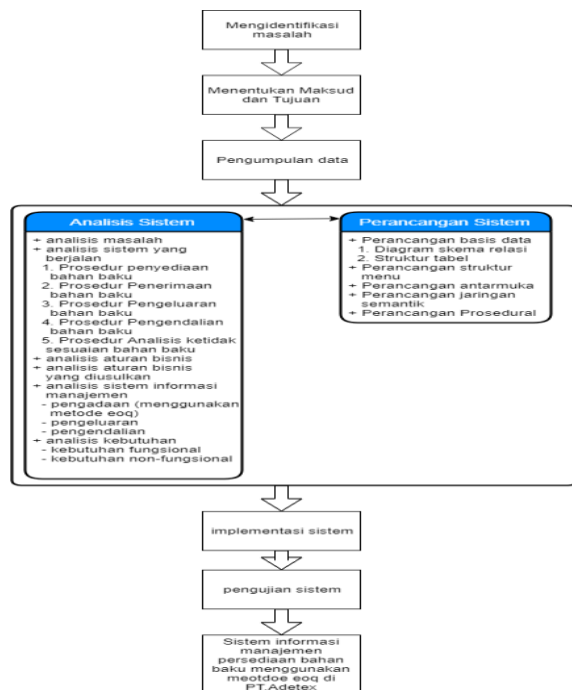 Mengidentifikasi
masalah
Menentukan Maksud
dan Tujuan
Pengumpulan data
Analisis Sistem
+ analisis masalah
+ analisis sistem yang
berjalan
1. Prosedur penyediaan
bahan baku
2. Prosedur Penerimaan
bahan baku
3. Prosedur Pengeluaran
bahan baku
4. Prosedur Pengendalian
bahan baku
5. Prosedur Analisis ketidak
sesuaian bahan baku
+ analisis aturan bisnis
+ analisis aturan bisnis
yang diusulkan
+ analisis sistem informasi
manajemen
- pengadaan (menggunakan
metode eoq)
- pengeluaran
- pengendalian
+ analisis kebutuhan
- kebutuhan fungsional
- kebutuhan non-fungsional
Perancangan Sistem
+ Perancangan basis data
1. Diagram skema relasi
2. Struktur tabel
+ Perancangan struktur
menu
+ Perancangan antarmuka
+ Perancangan jaringan
semantik
+ Perancangan Prosedural
implementasi sistem
pengujian sistem
Sistem informasi
manajemen
persediaan bahan
baku menggunakan
meotdoe eoq di
PT.Adetex